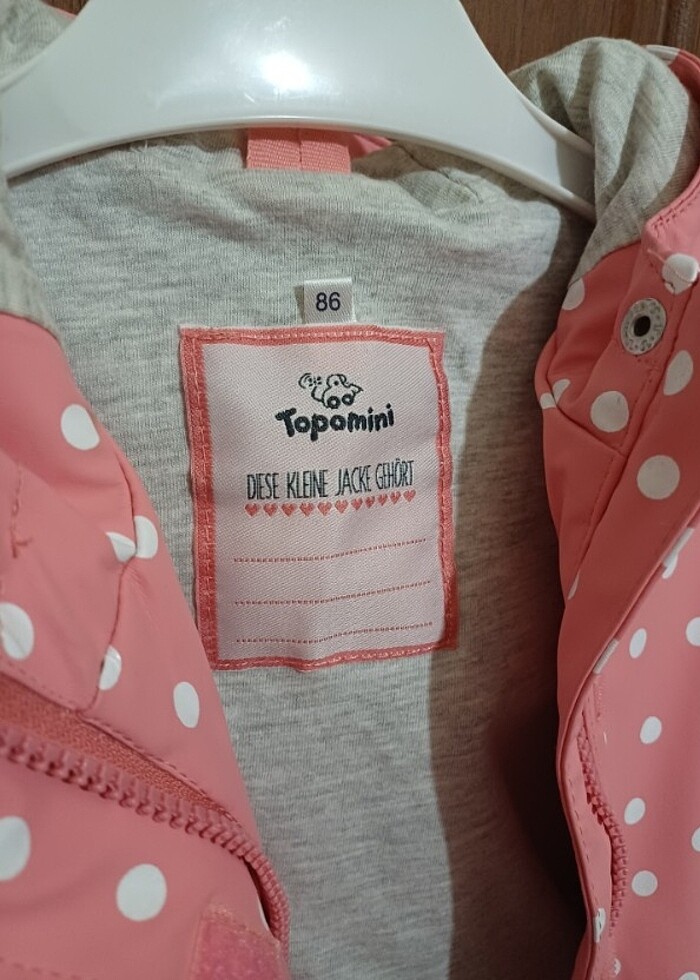 86
Topomini
DIESE KLEINE JACKE GEHÖRT